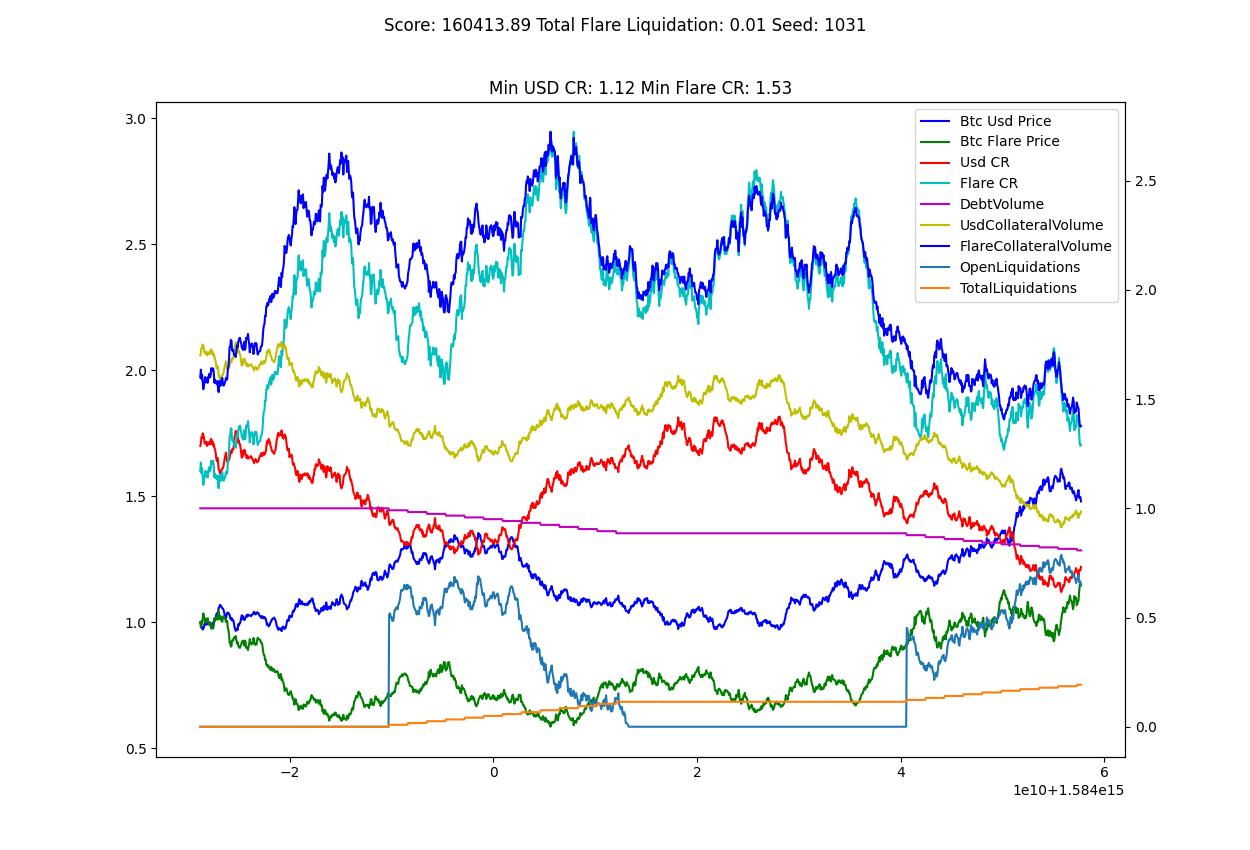 Score: 160413.89 Total Flare Liquidation: 0.01 Seed: 1031
Min USD CR: 1.12 Min Flare CR: 1.53
3.0
2.5
2.0
1.5
1.0
0.5
Btc Usd Price
Btc Flare Price
Usd CR
Flare CR
DebtVolume
UsdCollateralVolume
FlareCollateralVolume
OpenLiquidations
TotalLiquidations
2.5
2.0
1.5
1.0
0.5
0.0
−2 0 2 4 6
1e10+1.584e15